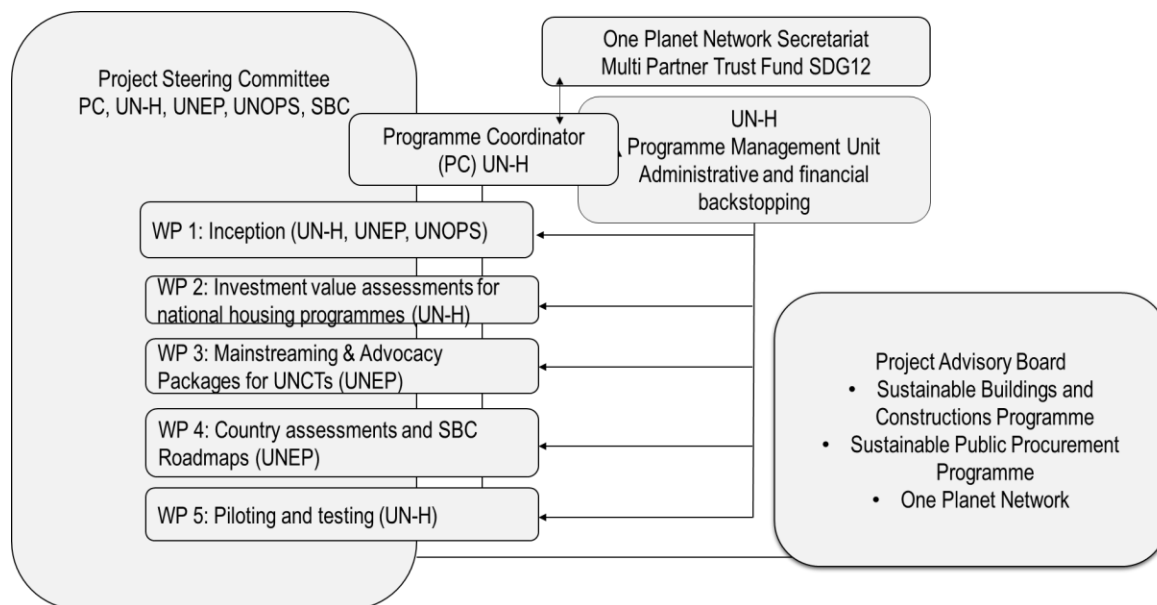 Project Steering Committee
PC, UN-H, UNEP, UNOPS, SBC
One Planet Network Secretariat
Multi Partner Trust Fund SDG12
Programme Coordinator
(PC) UN-H
UN-H
Programme Management Unit
Administrative and financial
backstopping
WP 1: Inception (UN-H, UNEP, UNOPS)
WP 2: Investment value assessments for
national housing programmes (UN-H)
WP 3: Mainstreaming & Advocacy
Packages for UNCTs (UNEP)
WP 4: Country assessments and SBC
Roadmaps (UNEP)
WP 5: Piloting and testing (UN-H)
Project Advisory Board
• Sustainable Buildings and
Constructions Programme
• Sustainable Public Procurement
Programme
• One Planet Network